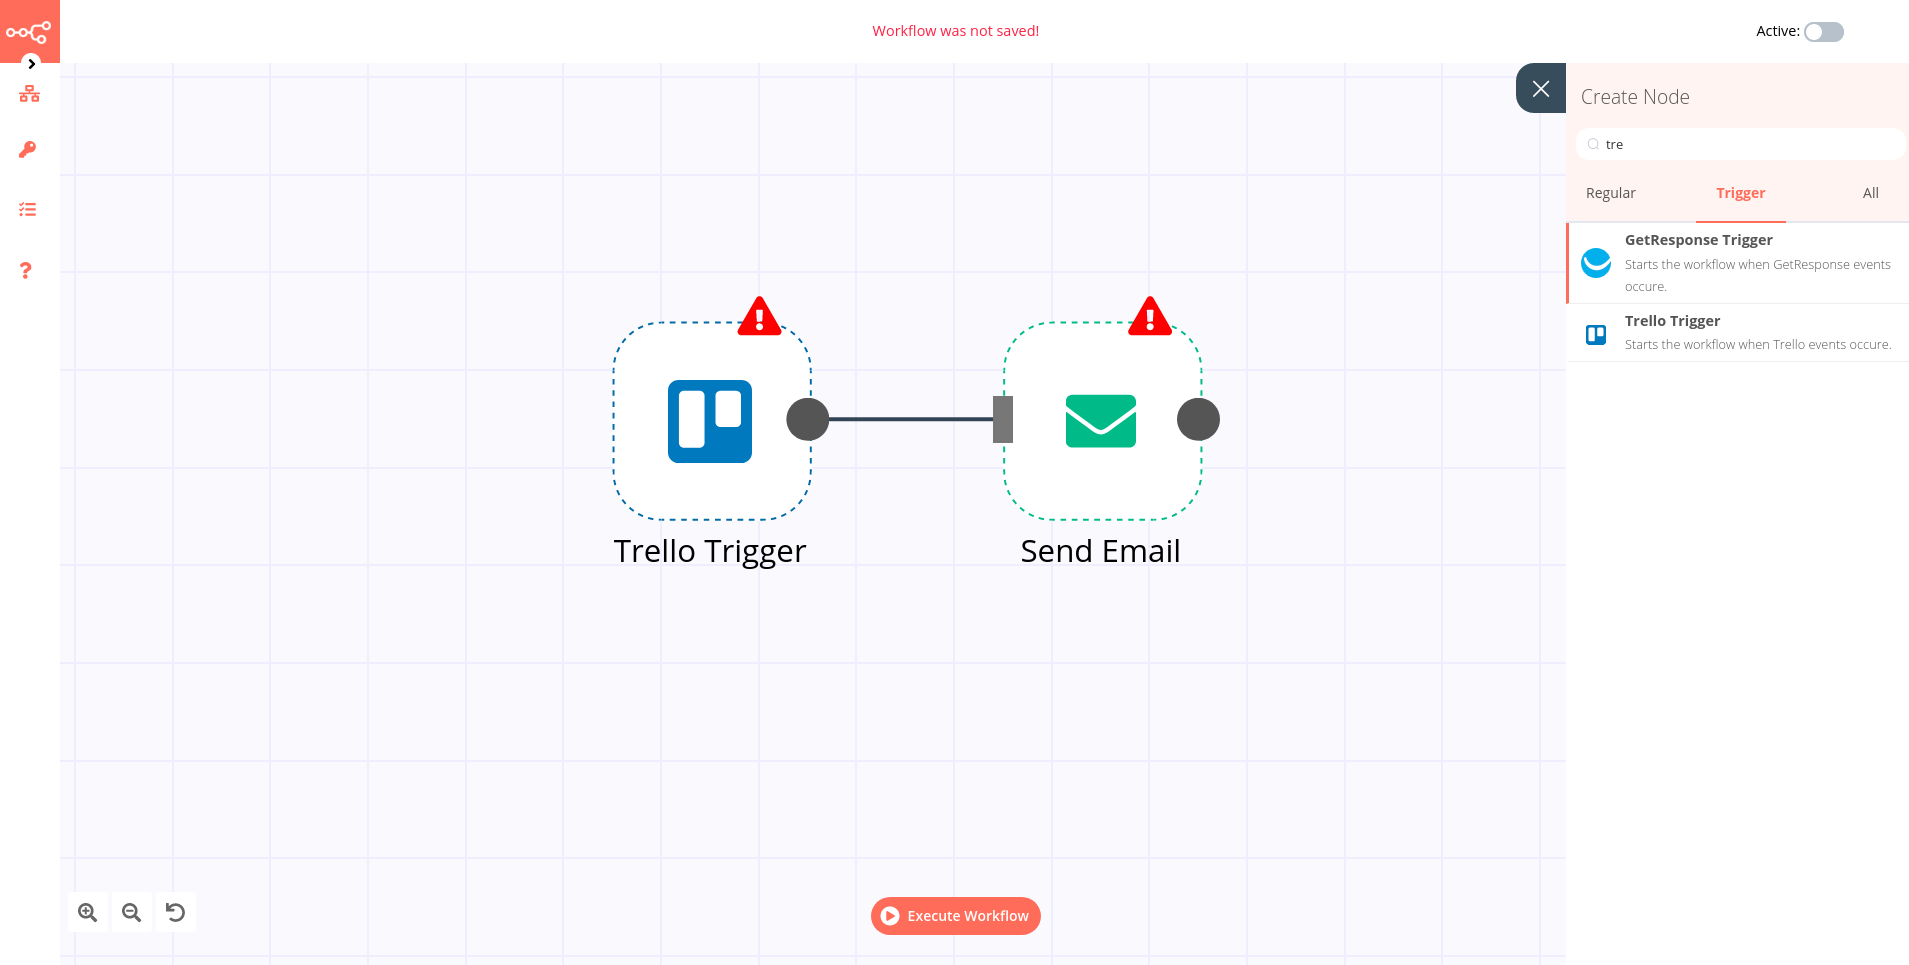 Workflow was not saved!
Active:
Create Node
tre
Regular Trigger All
GetResponse Trigger
Starts the workflow when GetResponse events
occure.
Trello Trigger
Starts the workflow when Trello events occure.
Trello Trigger
Send Email
Execute Workflow